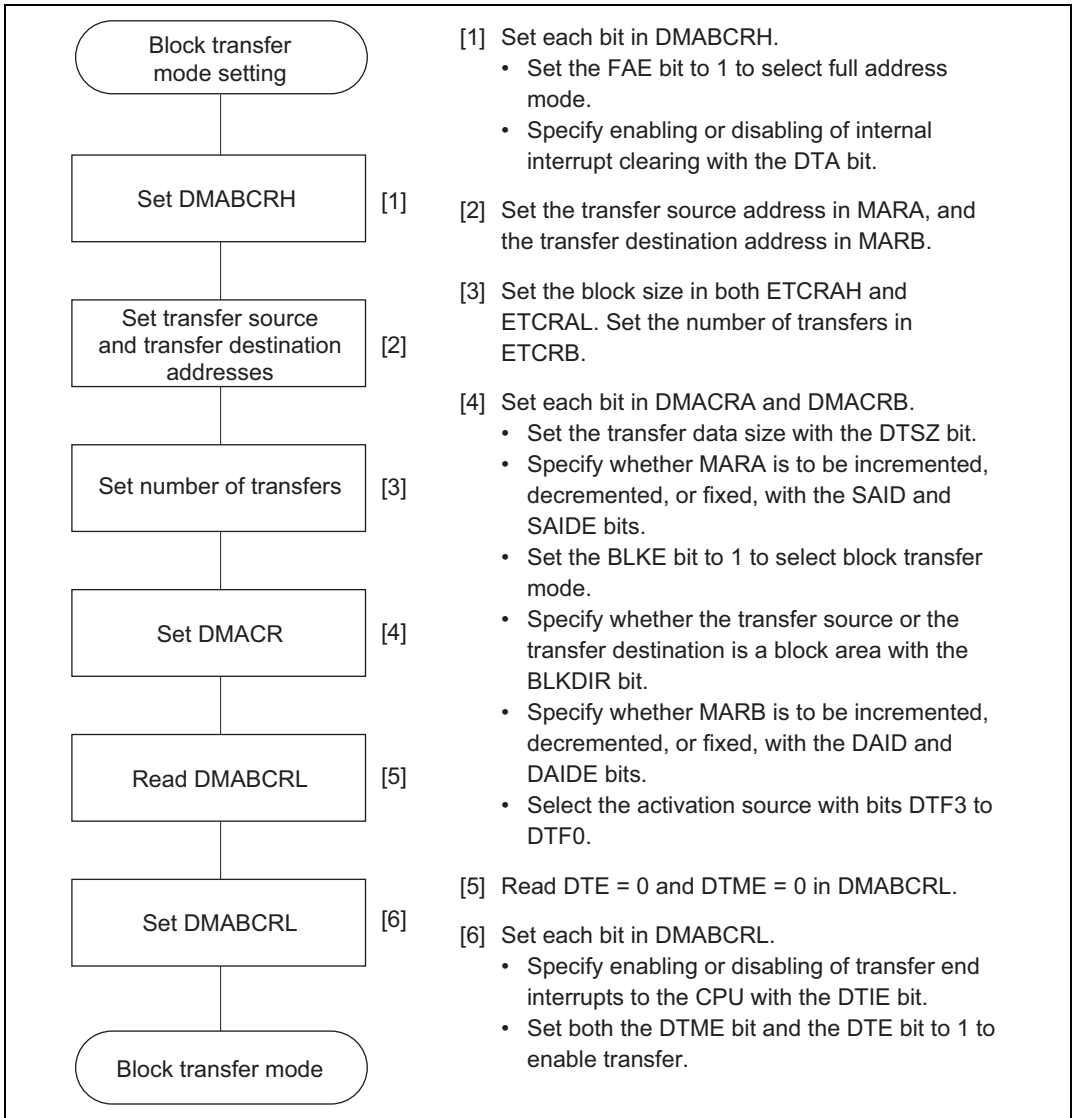 Block transfer
mode setting
Set DMABCRH
[1]
Set transfer source
and transfer destination
addresses
[2]
Set number of transfers
[3]
Set DMACR
[4]
Read DMABCRL
[5]
Set DMABCRL
[6]
Block transfer mode
[1] Set each bit in DMABCRH.
• Set the FAE bit to 1 to select full address
mode.
• Specify enabling or disabling of internal
interrupt clearing with the DTA bit.
[2] Set the transfer source address in MARA, and
the transfer destination address in MARB.
[3] Set the block size in both ETCRAH and
ETCRAL. Set the number of transfers in
ETCRB.
[4] Set each bit in DMACRA and DMACRB.
• Set the transfer data size with the DTSZ bit.
• Specify whether MARA is to be incremented,
decremented, or fixed, with the SAID and
SAIDE bits.
• Set the BLKE bit to 1 to select block transfer
mode.
• Specify whether the transfer source or the
transfer destination is a block area with the
BLKDIR bit.
• Specify whether MARB is to be incremented,
decremented, or fixed, with the DAID and
DAIDE bits.
• Select the activation source with bits DTF3 to
DTF0.
[5] Read DTE = 0 and DTME = 0 in DMABCRL.
[6] Set each bit in DMABCRL.
• Specify enabling or disabling of transfer end
interrupts to the CPU with the DTIE bit.
• Set both the DTME bit and the DTE bit to 1 to
enable transfer.